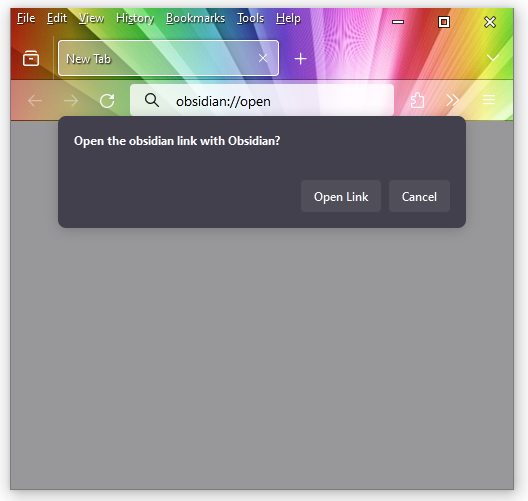 File Edit View History Bookmarks Tools Help
New Tab
obsidian://open
Open the obsidian link with Obsidian?
Open Link Cancel